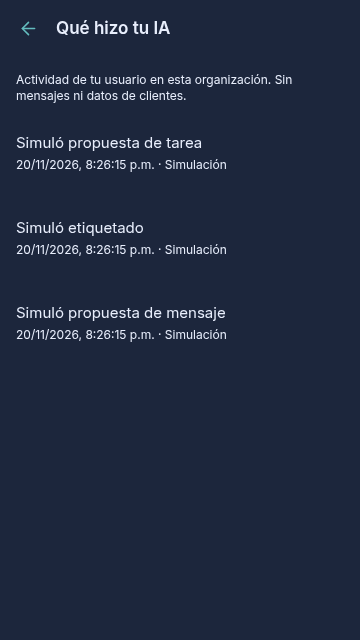 Qué hizo tu IA
Actividad de tu usuario en esta organización. Sin
mensajes ni datos de clientes.
Simuló propuesta de tarea
20/11/2026, 8:26:15 p.m. · Simulación
Simuló etiquetado
20/11/2026, 8:26:15 p.m. · Simulación
Simuló propuesta de mensaje
20/11/2026, 8:26:15 p.m. · Simulación